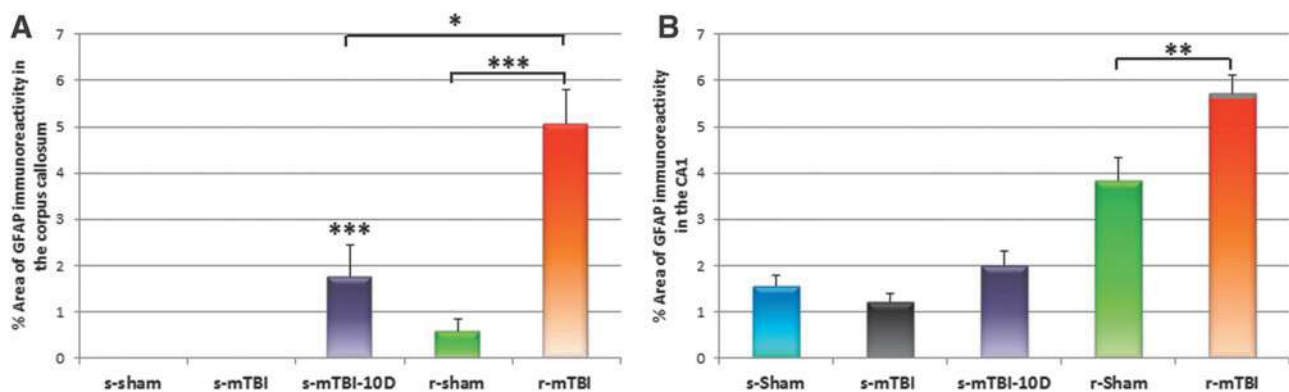 A
% Area of GFAP immunoreactivity in
the corpus callosum
7
6
5
4
3
2
1
0
*
***
***
s-sham
s-mTBI
s-mTBI-10D
r-sham
r-mTBI
B
% Area of GFAP immunoreactivity
in the CA1
7
6
5
4
3
2
1
0
**
s-Sham
s-mTBI
s-mTBI-10D
r-Sham
r-mTBI